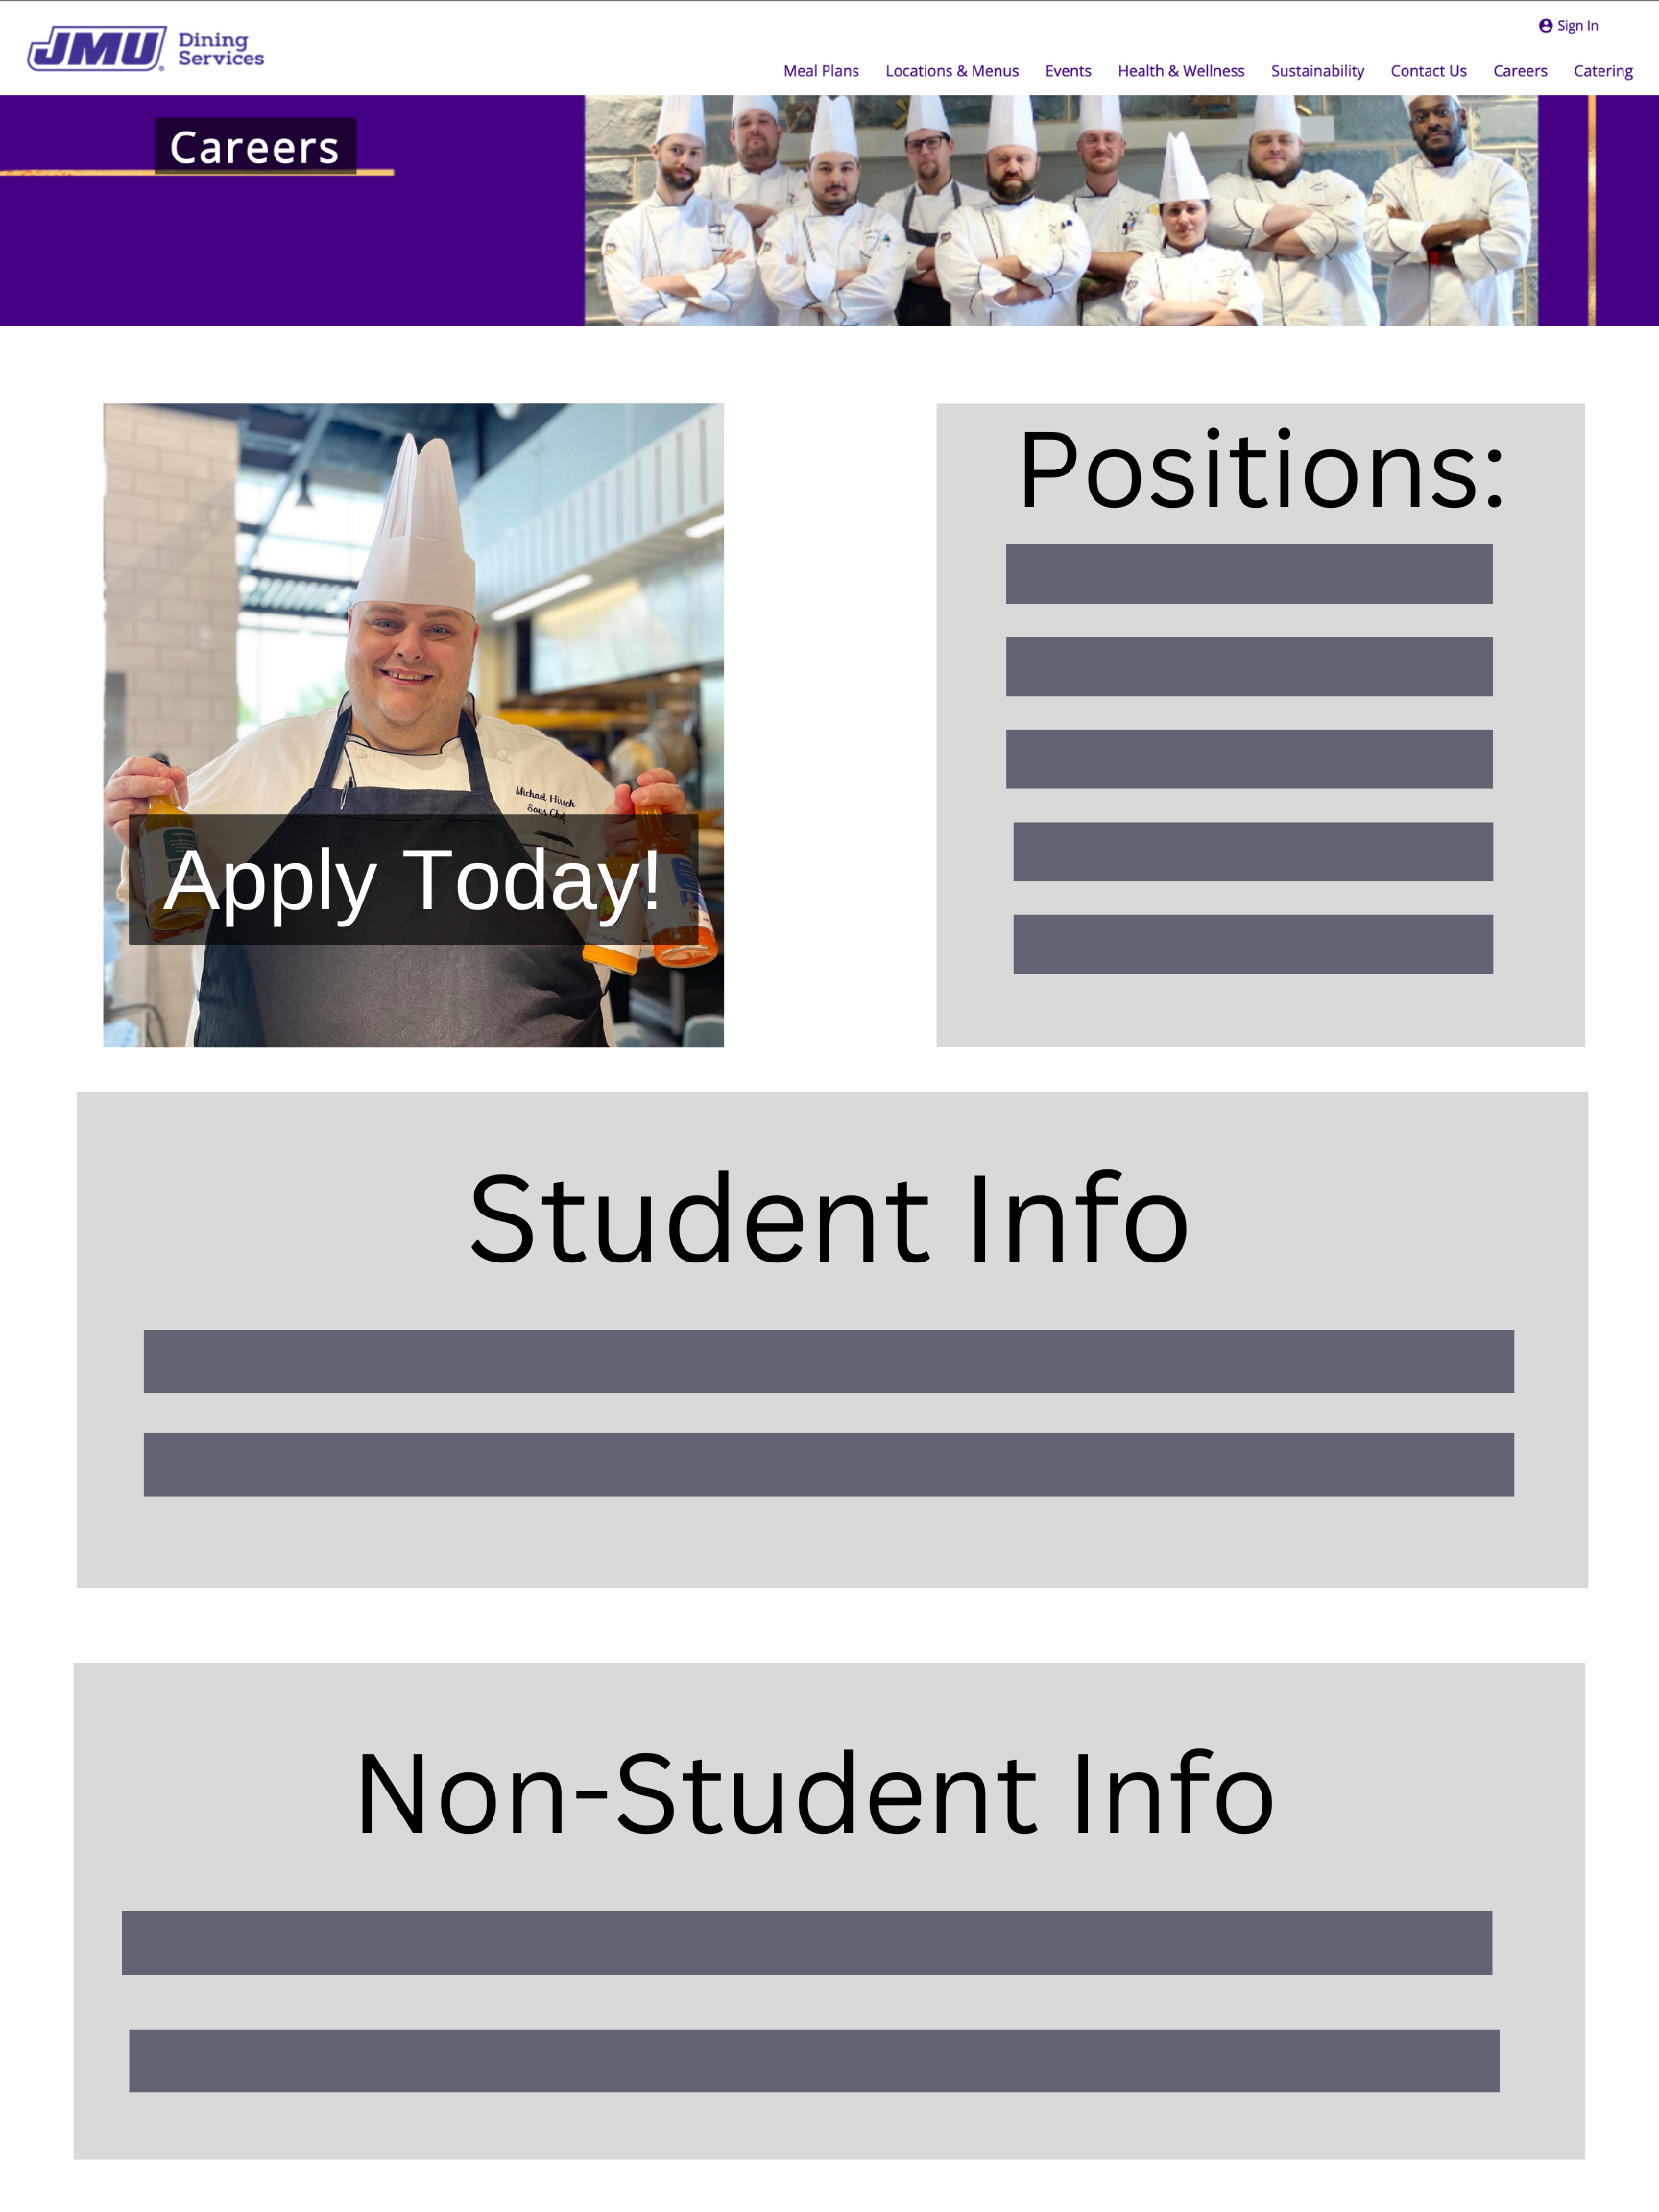 JMU Dining Services
Sign In
Meal Plans Locations & Menus Events Health & Wellness Sustainability Contact Us Careers Catering
Careers
Positions:
Michael Hirsch
Sous Chef
Apply Today!
Student Info
Non-Student Info